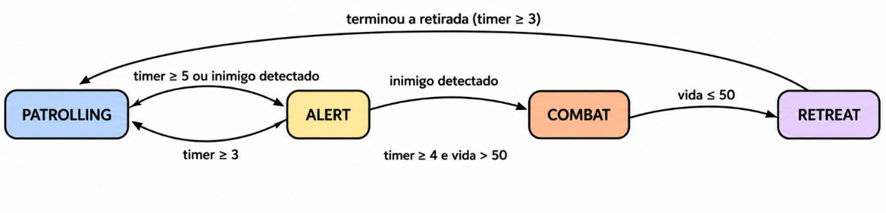 terminou a retirada (timer ≥ 3)
timer ≥ 5 ou inimigo detectado
inimigo detectado
vida ≤ 50
PATROLLING
ALERT
COMBAT
RETREAT
timer ≥ 3
timer ≥ 4 e vida > 50